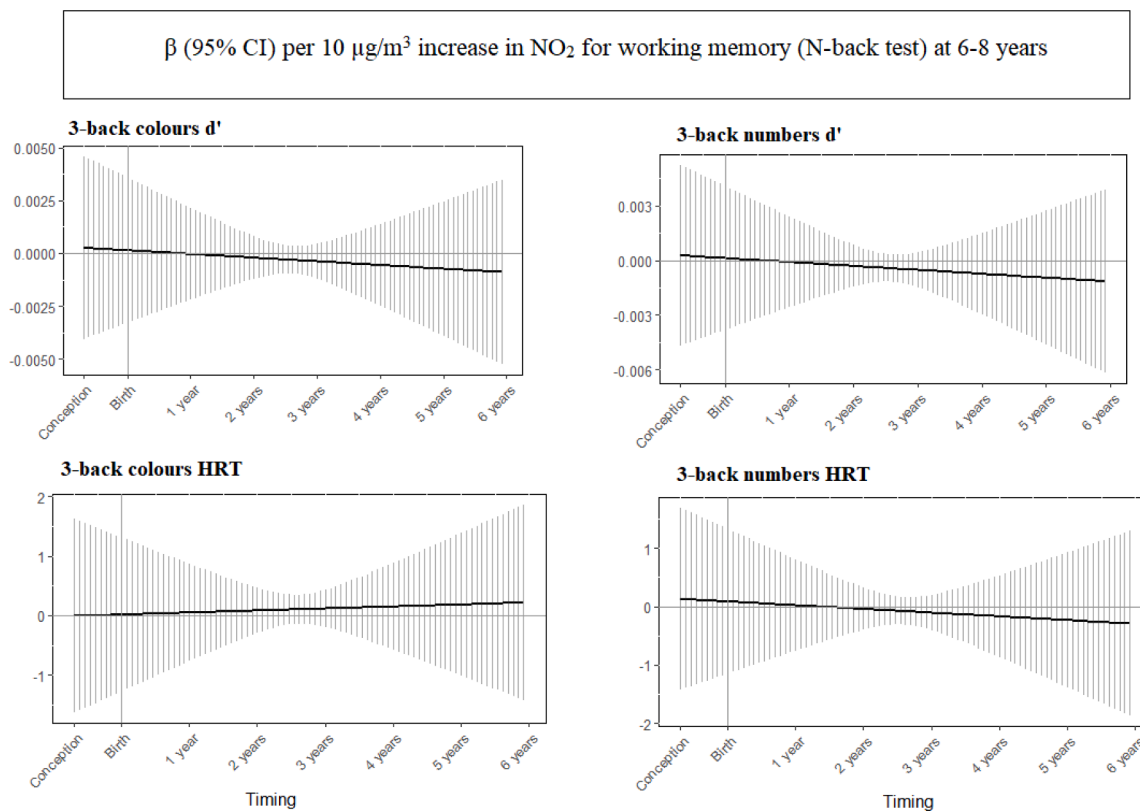 β (95% CI) per 10 µg/m³ increase in NO₂ for working memory (N-back test) at 6-8 years
3-back colours d'
0.0050
0.0025
0.0000
-0.0025
-0.0050
Conception
Birth
1 year
2 years
3 years
4 years
5 years
6 years
3-back numbers d'
0.003
0.000
-0.003
-0.006
Conception
Birth
1 year
2 years
3 years
4 years
5 years
6 years
3-back colours HRT
2
1
0
-1
Conception
Birth
1 year
2 years
3 years
4 years
5 years
6 years
Timing
3-back numbers HRT
1
0
-1
-2
Conception
Birth
1 year
2 years
3 years
4 years
5 years
6 years
Timing